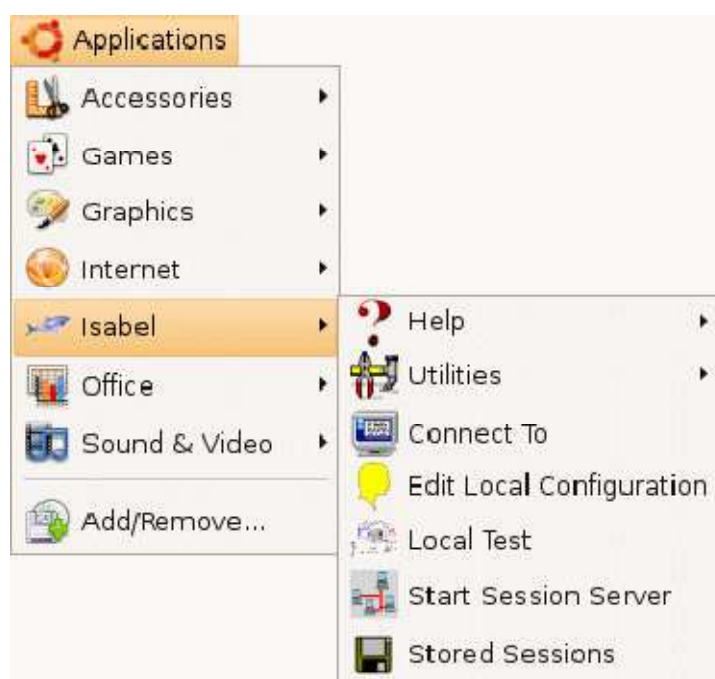 Applications
Accessories
Games
Graphics
Internet
Isabel
Office
Sound & Video
Add/Remove...
Help
Utilities
Connect To
Edit Local Configuration
Local Test
Start Session Server
Stored Sessions